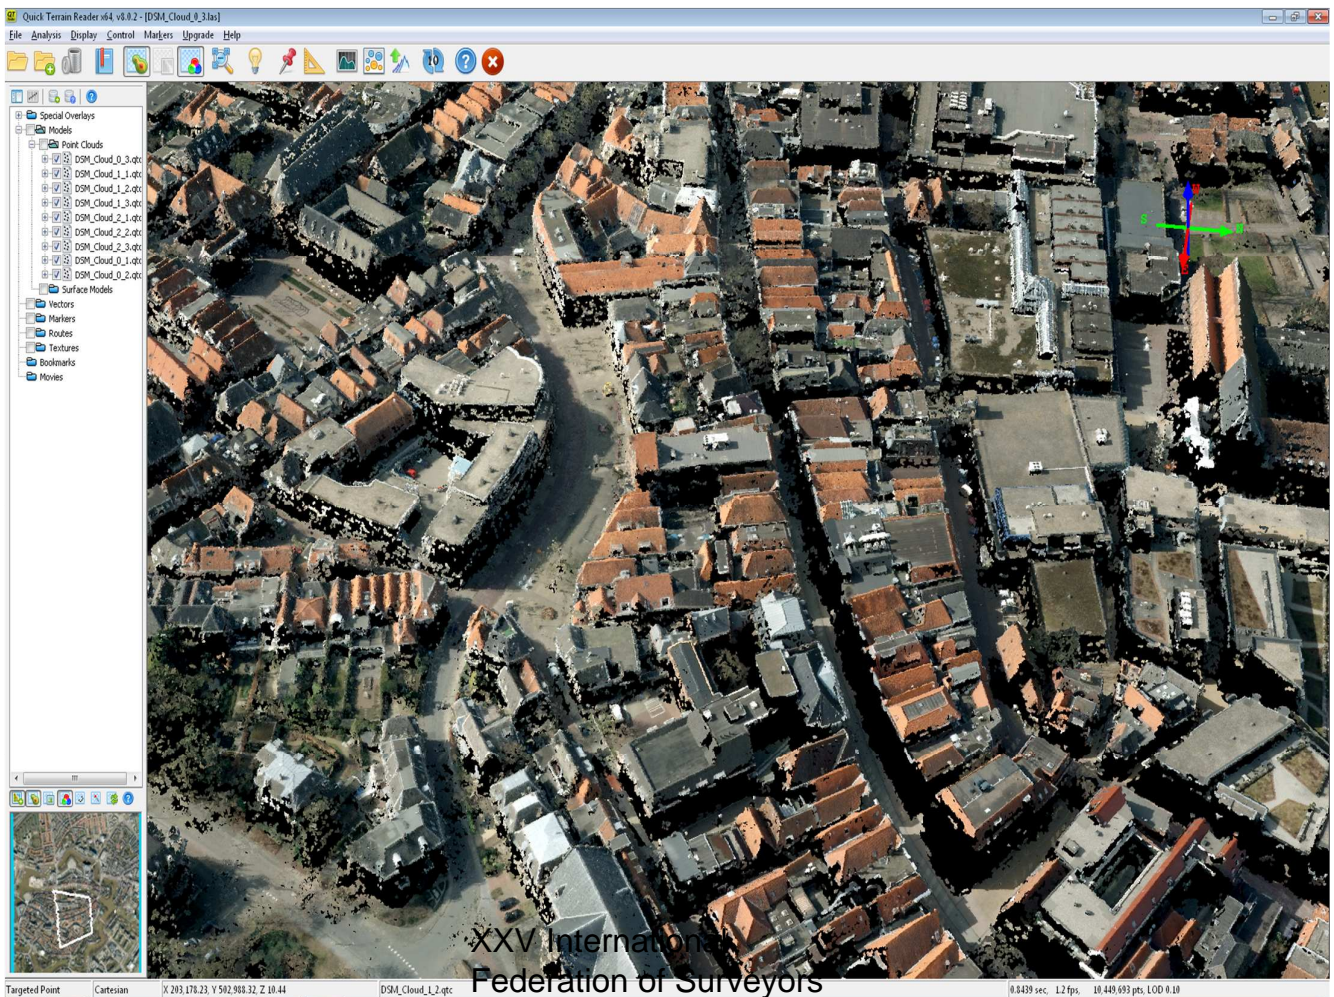 Quick Terrain Reader x64, v8.0.2 - [DSM_Cloud_0_3.las]
File Analysis Display Control Markers Upgrade Help
Special Overlays
Models
Point Clouds
DSM_Cloud_0_3.qtc
DSM_Cloud_1_1.qtc
DSM_Cloud_1_2.qtc
DSM_Cloud_1_3.qtc
DSM_Cloud_2_1.qtc
DSM_Cloud_2_2.qtc
DSM_Cloud_2_3.qtc
DSM_Cloud_0_1.qtc
DSM_Cloud_0_2.qtc
Surface Models
Vectors
Markers
Routes
Textures
Bookmarks
Movies
S
XXV International
Federation of Surveyors
Targeted Point Cartesian X 203,178.23, Y 502,988.32, Z 10.44 DSM_Cloud_1_2.qtc 0.8439 sec, 1.2 fps, 10,449,693 pts, LOD 0.10